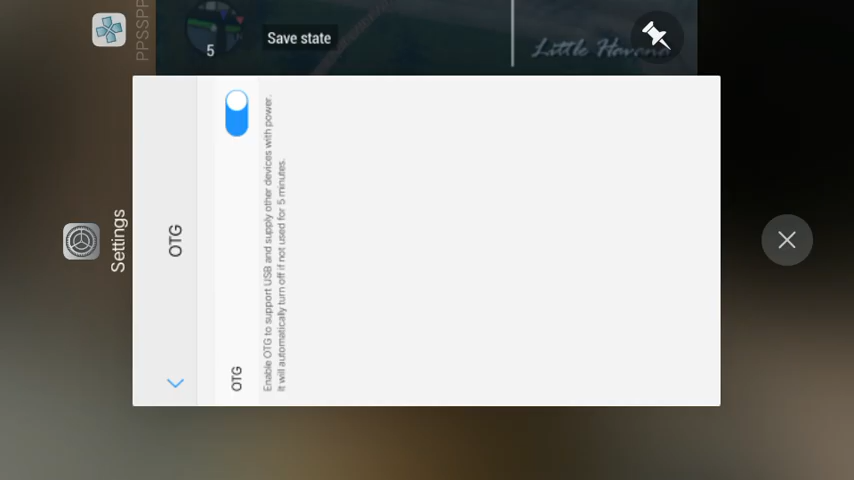 PPSSPP
5
Save state
Little Havana
Settings
OTG
OTG
Enable OTG to support USB and supply other devices with power.
It will automatically turn off if not used for 5 minutes.